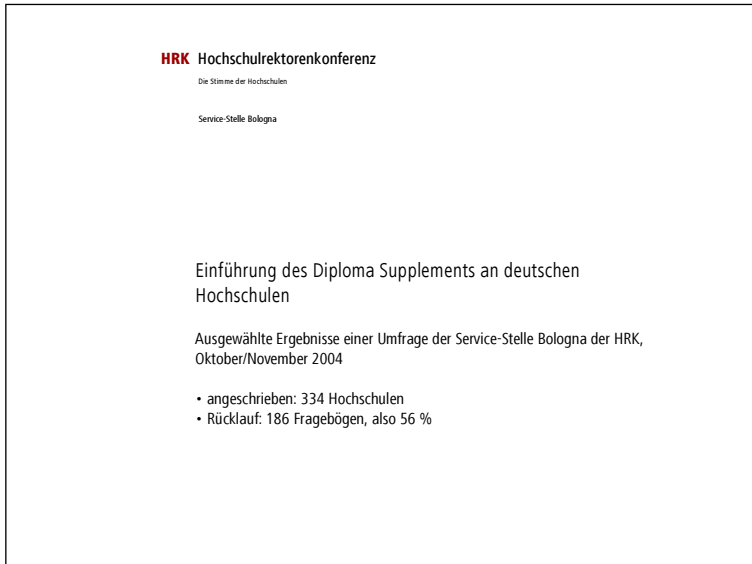 HRK Hochschulrektorenkonferenz
Die Stimme der Hochschulen
Service-Stelle Bologna
Einführung des Diploma Supplements an deutschen
Hochschulen
Ausgewählte Ergebnisse einer Umfrage der Service-Stelle Bologna der HRK,
Oktober/November 2004
• angeschrieben: 334 Hochschulen
• Rücklauf: 186 Fragebögen, also 56 %